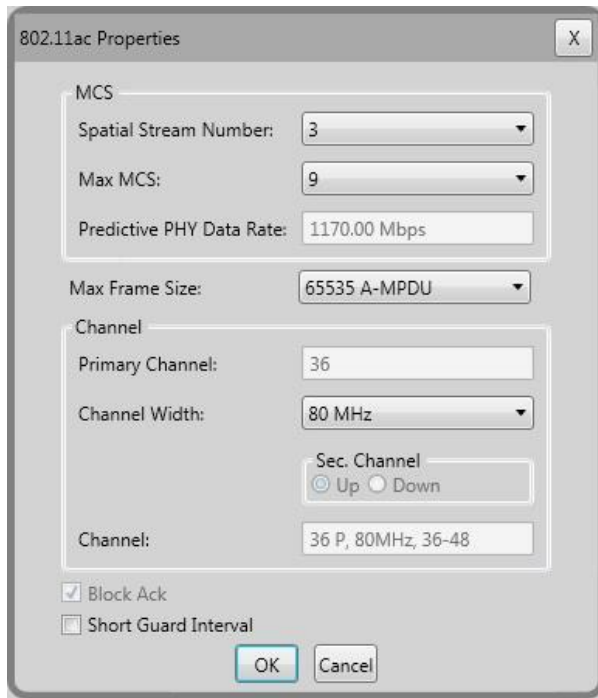 802.11ac Properties X
MCS
Spatial Stream Number: 3
Max MCS: 9
Predictive PHY Data Rate: 1170.00 Mbps
Max Frame Size: 65535 A-MPDU
Channel
Primary Channel: 36
Channel Width: 80 MHz
Sec. Channel
Up Down
Channel: 36 P, 80MHz, 36-48
Block Ack
Short Guard Interval
OK Cancel